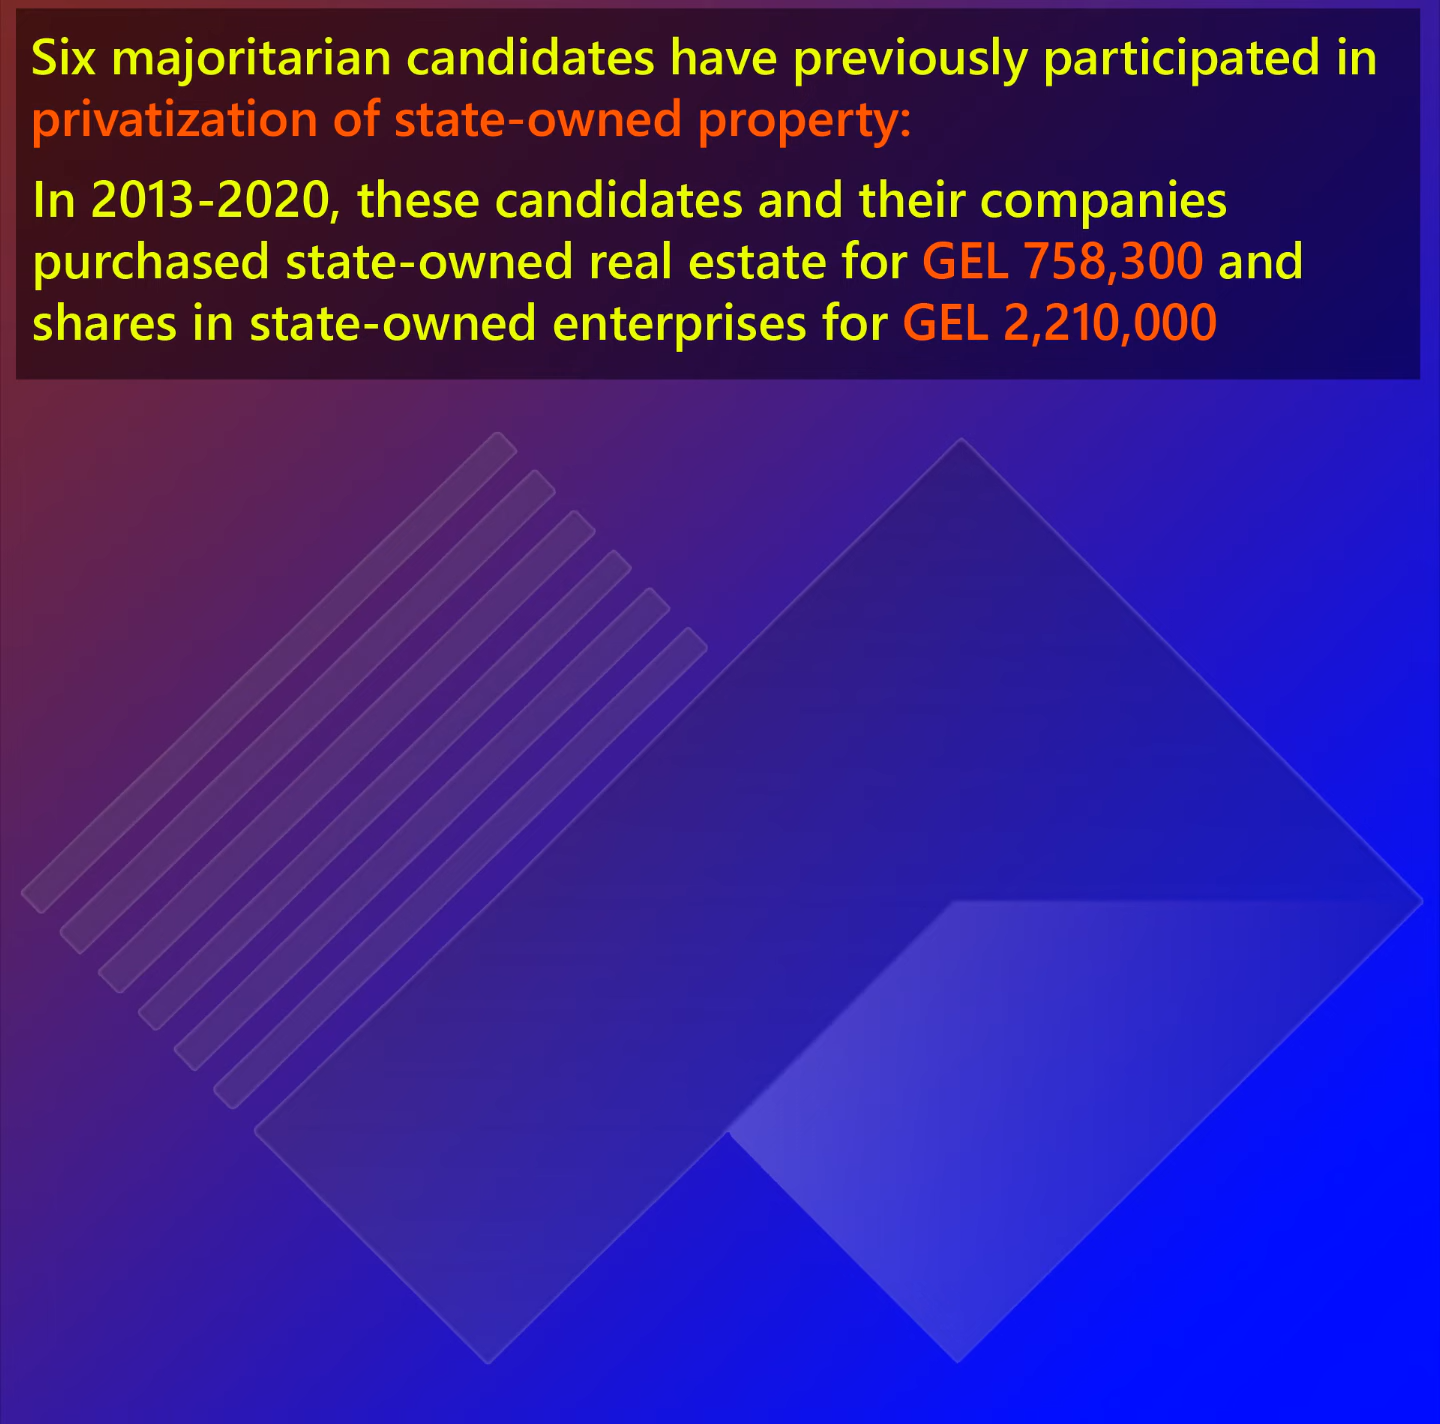 Six majoritarian candidates have previously participated in
privatization of state-owned property:
In 2013-2020, these candidates and their companies
purchased state-owned real estate for GEL 758,300 and
shares in state-owned enterprises for GEL 2,210,000